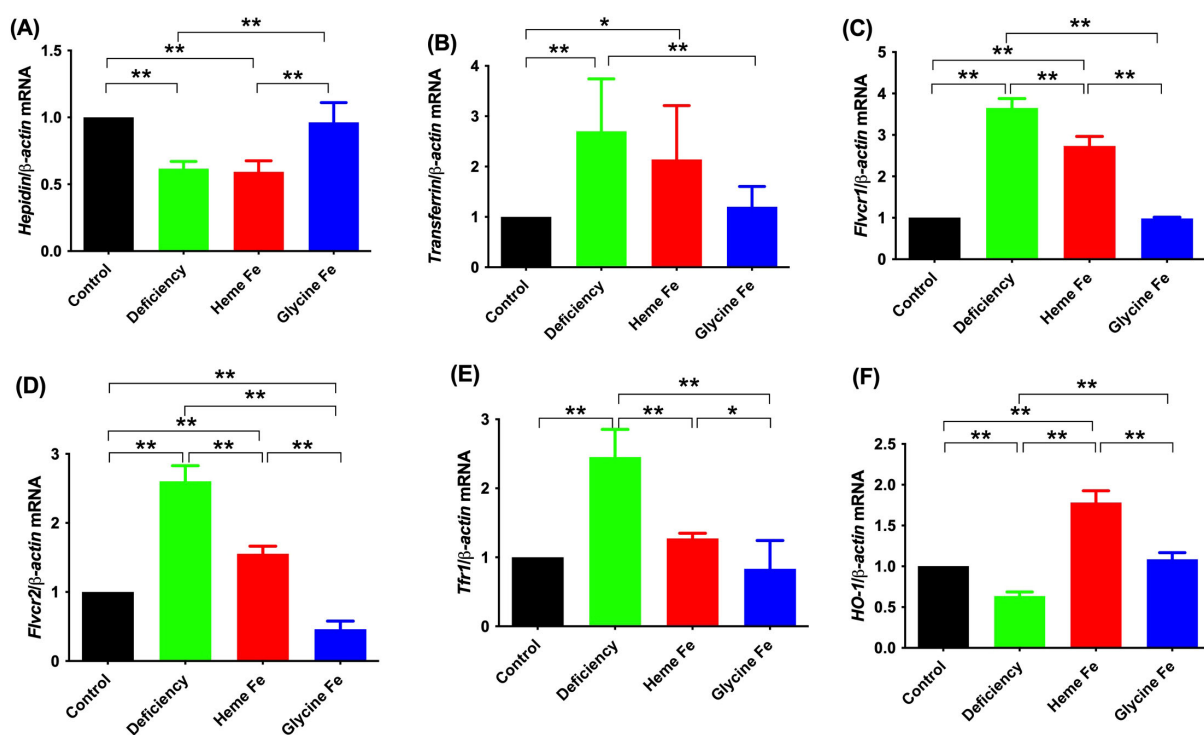 (A)
**
**
**
**
Hepidin/β-actin mRNA
1.5
1.0
0.5
0.0
Control
Deficiency
Heme Fe
Glycine Fe
(B)
*
**
**
Transferrin/β-actin mRNA
5
4
3
2
1
0
Control
Deficiency
Heme Fe
Glycine Fe
(C)
**
**
**
**
**
Flvcr1/β-actin mRNA
5
4
3
2
1
0
Control
Deficiency
Heme Fe
Glycine Fe
(D)
**
**
**
**
**
**
Flvcr2/β-actin mRNA
3
2
1
0
Control
Deficiency
Heme Fe
Glycine Fe
(E)
**
**
**
*
Tfr1/β-actin mRNA
3
2
1
0
Control
Deficiency
Heme Fe
Glycine Fe
(F)
**
**
**
**
**
HO-1/β-actin mRNA
2.5
2.0
1.5
1.0
0.5
0.0
Control
Deficiency
Heme Fe
Glycine Fe